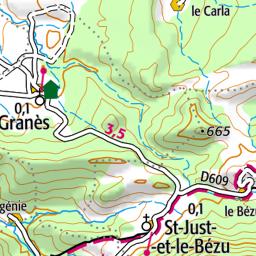 le Carla
0,1
Granès
3,5
665
D609
génie
0,1
le Bézu
St-Just-
-et-le-Bézu